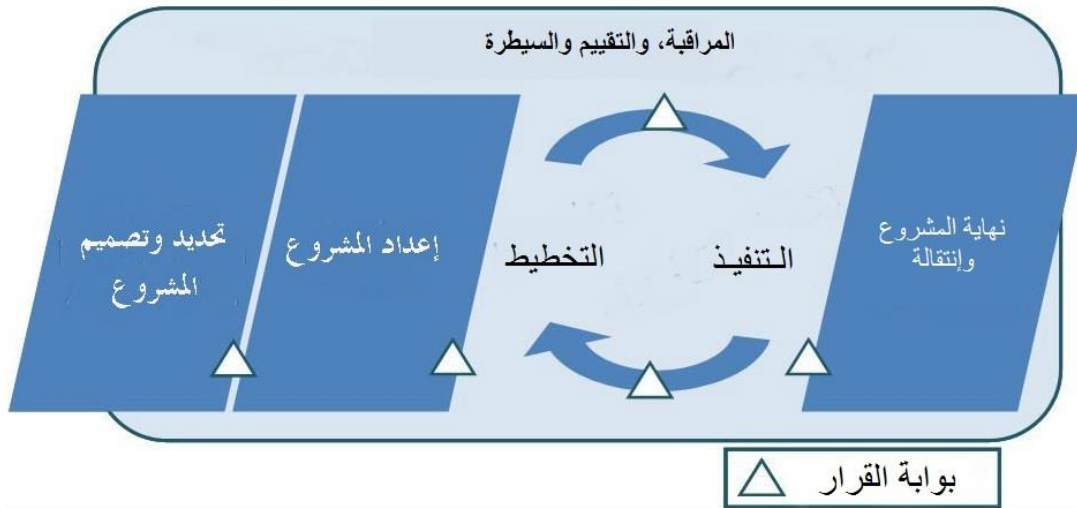 المراقبة، والتقييم والسيطرة
تحديد وتصميم
المشروع
إعداد المشروع
التخطيط
التنفيذ
نهاية المشروع
وإنتقالة
بوابة القرار